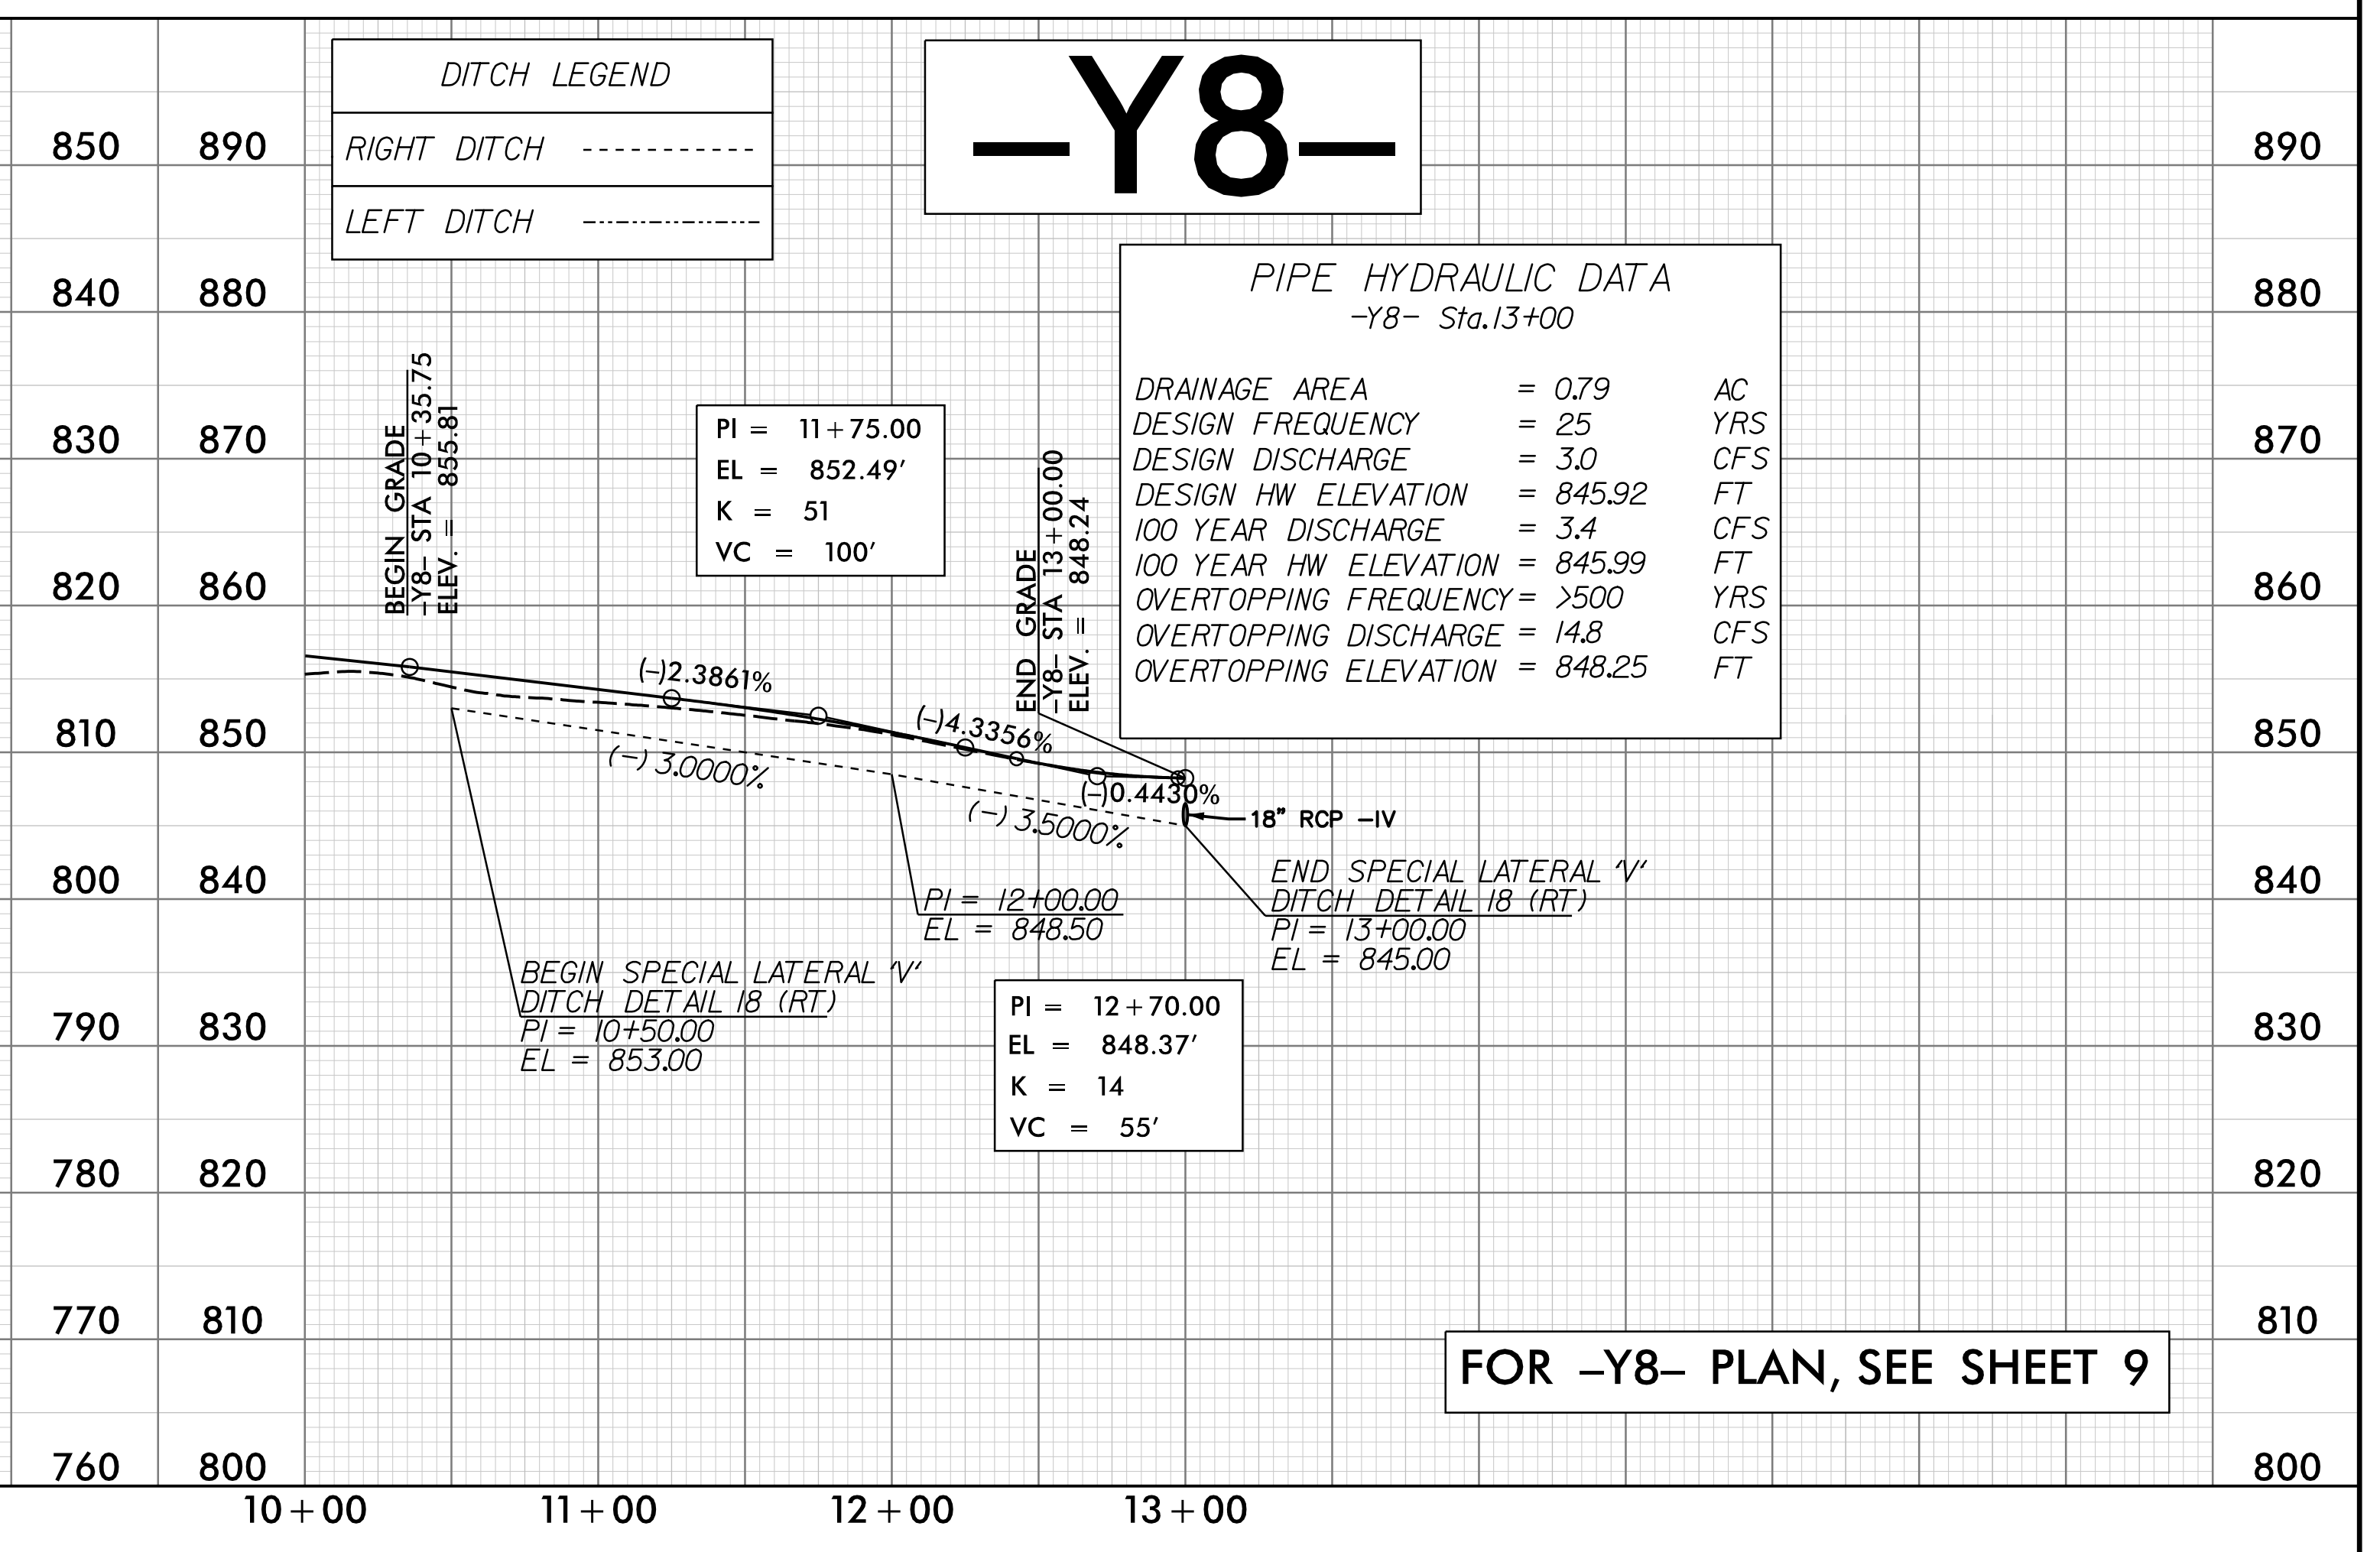 DITCH LEGEND
RIGHT DITCH
LEFT DITCH
–Y8–
850 890
840 880
830 870
820 860
810 850
800 840
790 830
780 820
770 810
760 800
890
880
870
860
850
840
830
820
810
800
BEGIN GRADE
–Y8– STA 10+35.75
ELEV. = 855.81
PI = 11+75.00
EL = 852.49'
K = 51
VC = 100'
END GRADE
–Y8– STA 13+00.00
ELEV. = 848.24
PIPE HYDRAULIC DATA
–Y8– Sta.13+00
DRAINAGE AREA = 0.79 AC
DESIGN FREQUENCY = 25 YRS
DESIGN DISCHARGE = 3.0 CFS
DESIGN HW ELEVATION = 845.92 FT
100 YEAR DISCHARGE = 3.4 CFS
100 YEAR HW ELEVATION = 845.99 FT
OVERTOPPING FREQUENCY = >500 YRS
OVERTOPPING DISCHARGE = 14.8 CFS
OVERTOPPING ELEVATION = 848.25 FT
(–)2.3861%
(–)4.3356%
(–)0.4430%
(–) 3.0000%
(–) 3.5000%
18" RCP –IV
BEGIN SPECIAL LATERAL 'V'
DITCH DETAIL 18 (RT)
PI = 10+50.00
EL = 853.00
PI = 12+00.00
EL = 848.50
END SPECIAL LATERAL 'V'
DITCH DETAIL 18 (RT)
PI = 13+00.00
EL = 845.00
PI = 12+70.00
EL = 848.37'
K = 14
VC = 55'
FOR –Y8– PLAN, SEE SHEET 9
10+00 11+00 12+00 13+00